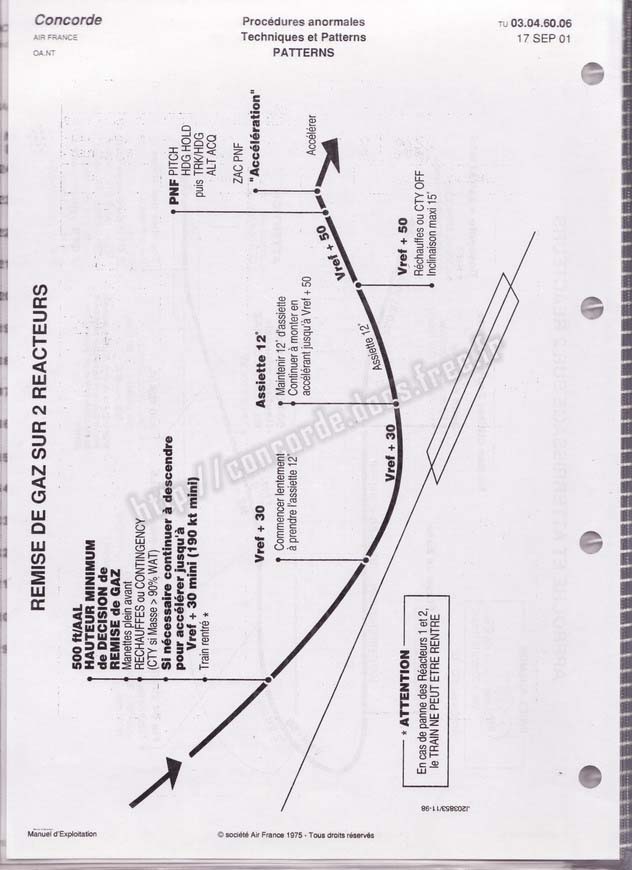 Concorde
AIR FRANCE
OA.NT
Procédures anormales
Techniques et Patterns
PATTERNS
TU 03.04.60.06
17 SEP 01
REMISE DE GAZ SUR 2 REACTEURS
500 ft/AAL
HAUTEUR MINIMUM
de DECISION de
REMISE de GAZ
Manettes plein avant
RECHAUFFES ou CONTINGENCY
(CTY si Masse > 90% WAT)
Si nécessaire continuer à descendre
pour accélérer jusqu'à
Vref + 30 mini (190 kt mini)
Train rentré *
Vref + 30
Commencer lentement
à prendre l'assiette 12°
Assiette 12°
Maintenir 12° d'assiette
Continuer à monter en
accélérant jusqu'à Vref + 50
PNF PITCH
HDG HOLD
puis TRK/HDG
ALT ACQ
ZAC PNF
"Accélération"
Accélérer
Vref + 30
Assiette 12°
Vref + 50
Vref + 50
Réchauffes ou CTY OFF
Inclinaison maxi 15°
* ATTENTION
En cas de panne des Réacteurs 1 et 2,
le TRAIN NE PEUT ETRE RENTRE
J203853/11-98
http://concorde.docs.free.fr
Manuel d'Exploitation
© société Air France 1975 - Tous droits réservés